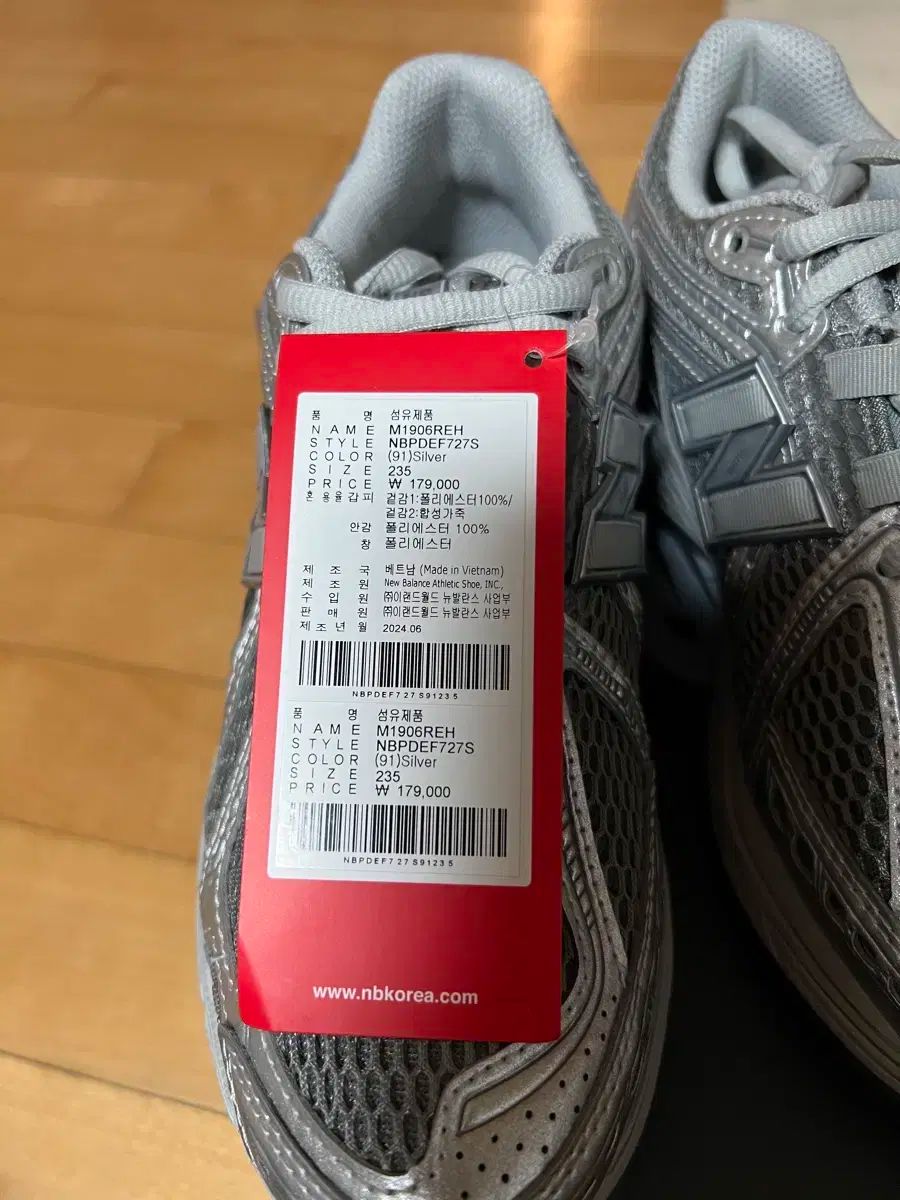 품 명 섬유제품
NAME M1906REH
STYLE NBPDEF727S
COLOR (91)Silver
SIZE 235
PRICE ₩ 179,000
혼용율갑피 겉감1:폴리에스터100%/
겉감2:합성가죽
안감 폴리에스터 100%
창 폴리에스터
제 조 국 베트남 (Made in Vietnam)
제 조 원 New Balance Athletic Shoe, INC.,
수 입 원 ㈜이랜드월드 뉴발란스 사업부
판 매 원 ㈜이랜드월드 뉴발란스 사업부
제조년월 2024.06
NBPDEF727S91235
품 명 섬유제품
NAME M1906REH
STYLE NBPDEF727S
COLOR (91)Silver
SIZE 235
PRICE ₩ 179,000
NBPDEF727S91235
www.nbkorea.com
N
N